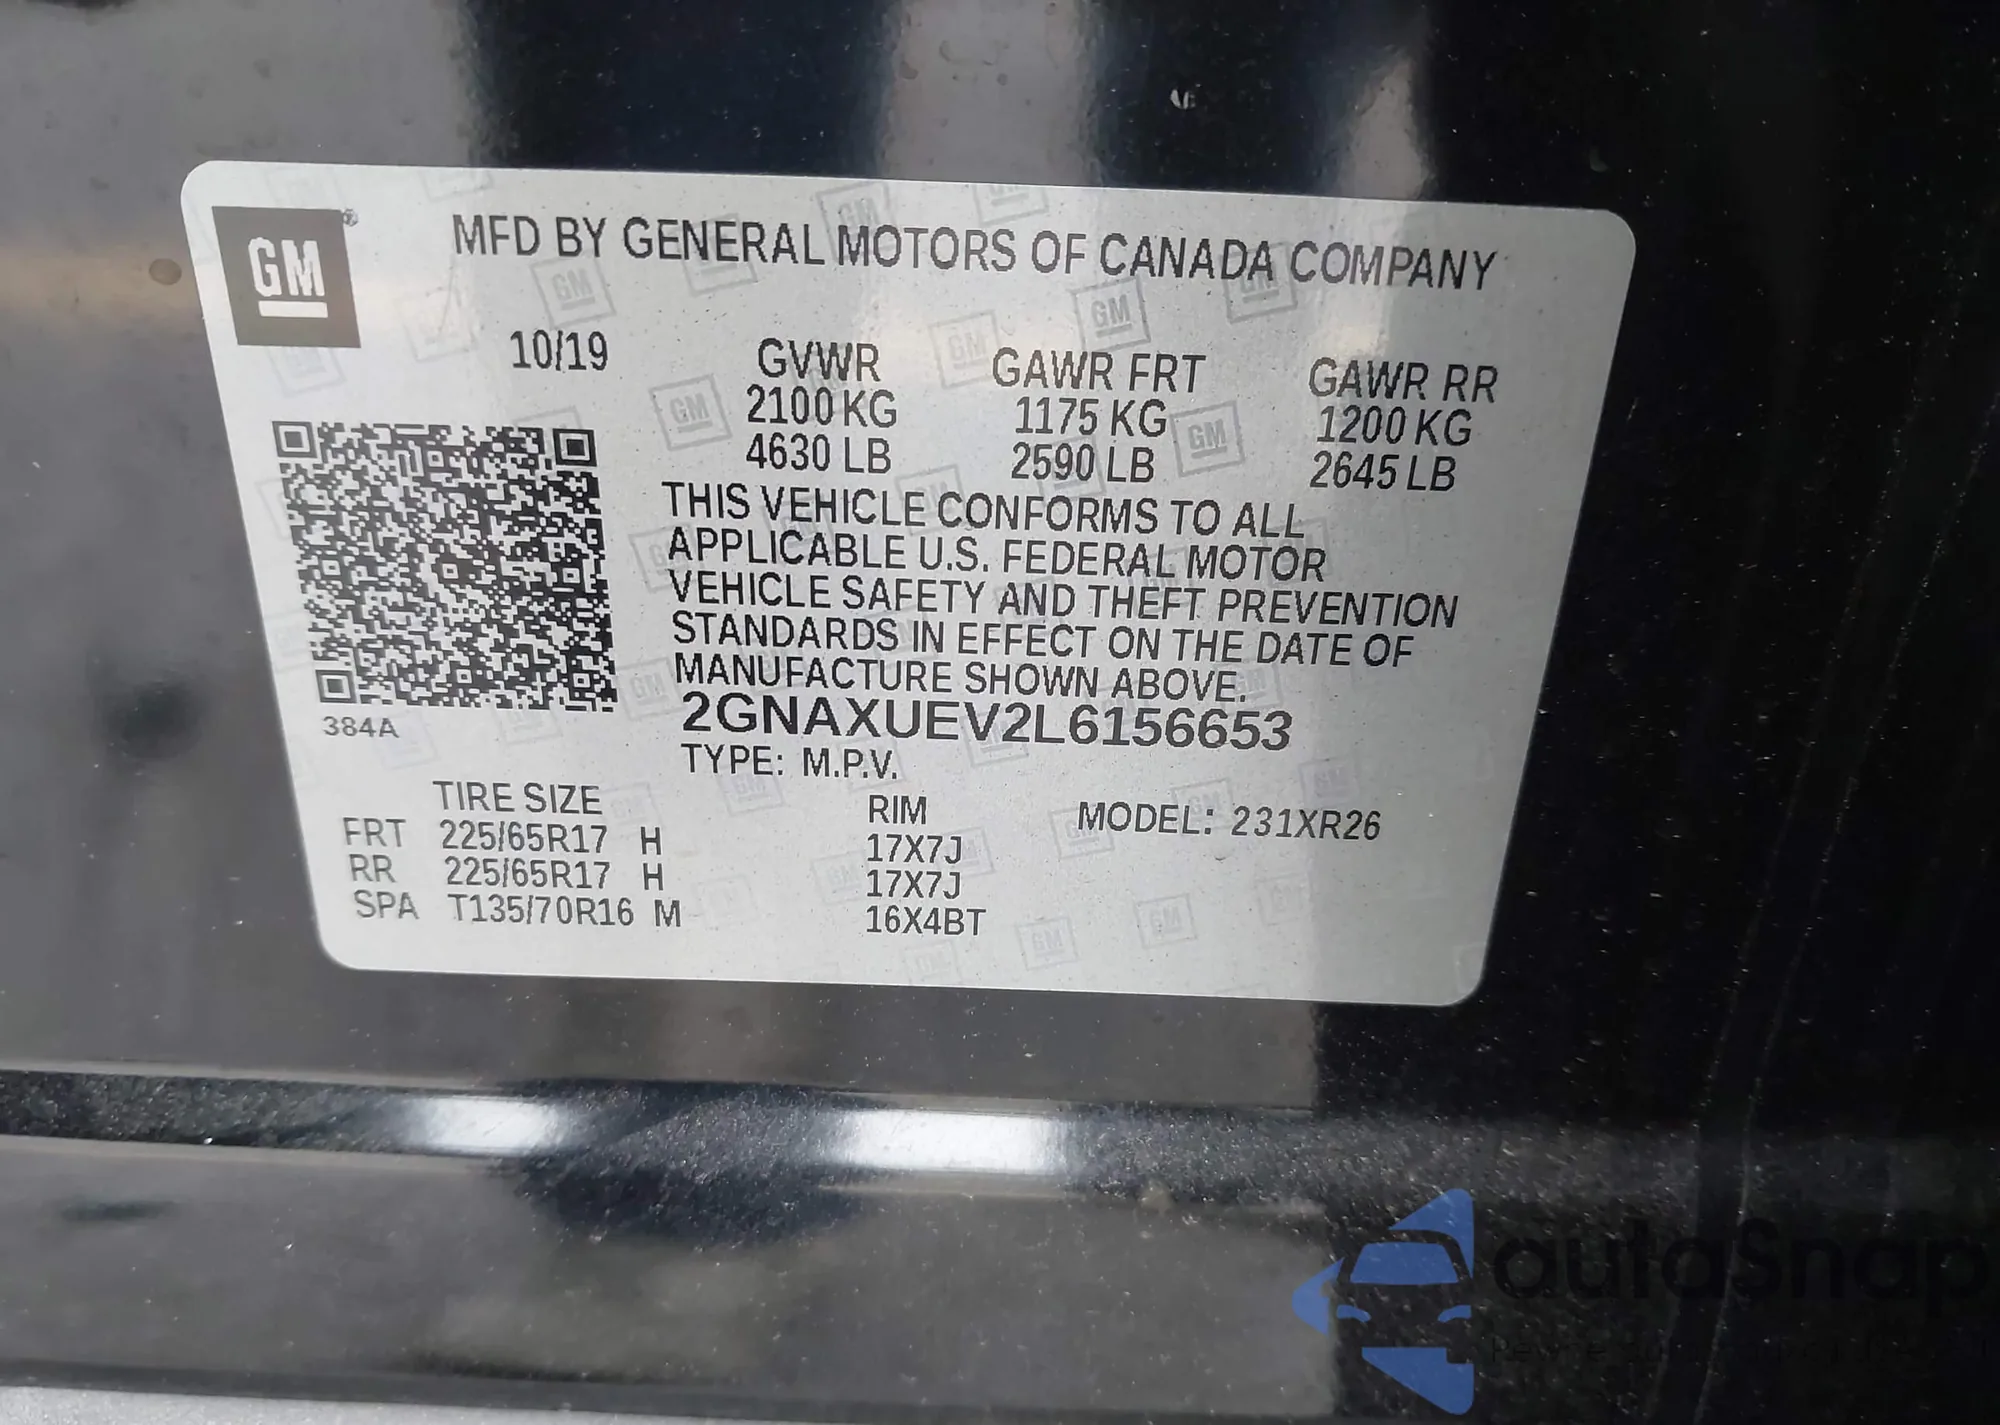 GM ®
MFD BY GENERAL MOTORS OF CANADA COMPANY
10/19
GVWR GAWR FRT GAWR RR
2100 KG 1175 KG 1200 KG
4630 LB 2590 LB 2645 LB
THIS VEHICLE CONFORMS TO ALL
APPLICABLE U.S. FEDERAL MOTOR
VEHICLE SAFETY AND THEFT PREVENTION
STANDARDS IN EFFECT ON THE DATE OF
MANUFACTURE SHOWN ABOVE.
384A
2GNAXUEV2L6156653
TYPE: M.P.V.
TIRE SIZE RIM MODEL: 231XR26
FRT 225/65R17 H 17X7J
RR 225/65R17 H 17X7J
SPA T135/70R16 M 16X4BT
autoSnap